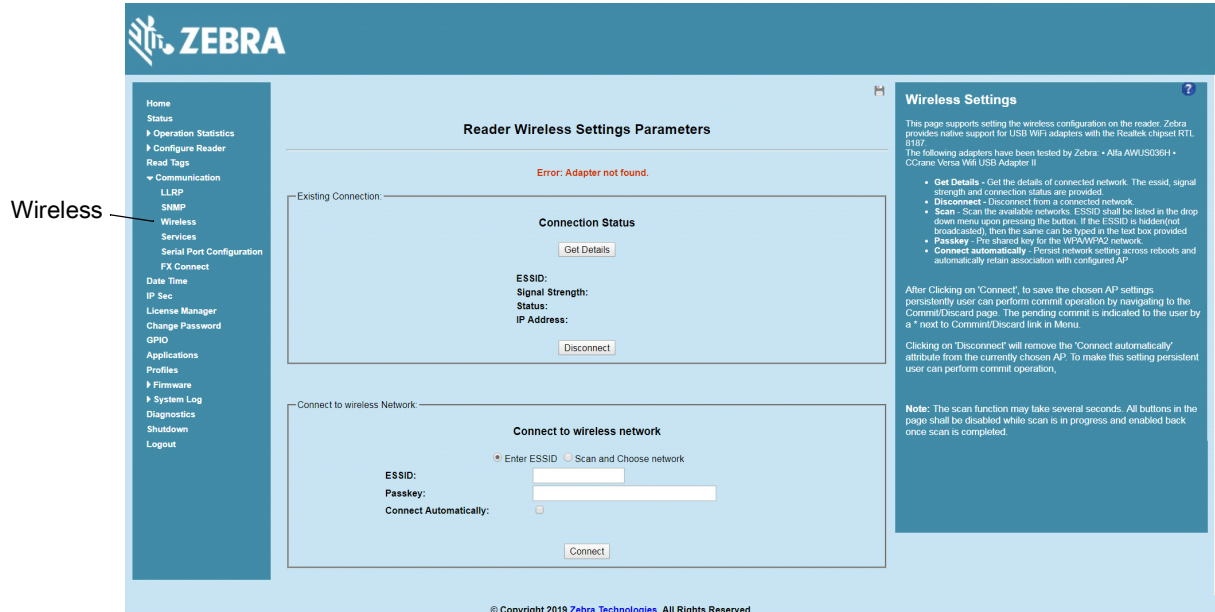 ZEBRA
Wireless
Home
Status
Operation Statistics
Configure Reader
Read Tags
Communication
LLRP
SNMP
Wireless
Services
Serial Port Configuration
FX Connect
Date Time
IP Sec
License Manager
Change Password
GPIO
Applications
Profiles
Firmware
System Log
Diagnostics
Shutdown
Logout
Reader Wireless Settings Parameters
Error: Adapter not found.
Existing Connection:
Connection Status
Get Details
ESSID:
Signal Strength:
Status:
IP Address:
Disconnect
Connect to wireless Network:
Connect to wireless network
Enter ESSID Scan and Choose network
ESSID:
Passkey:
Connect Automatically:
Connect
?
Wireless Settings
This page supports setting the wireless configuration on the reader. Zebra
provides native support for USB WiFi adapters with the Realtek chipset RTL
8187.
The following adapters have been tested by Zebra: • Alfa AWUS036H •
CCrane Versa Wifi USB Adapter II
• Get Details - Get the details of connected network. The essid, signal
strength and connection status are provided.
• Disconnect - Disconnect from a connected network.
• Scan - Scan the available networks. ESSID shall be listed in the drop
down menu upon pressing the button. If the ESSID is hidden(not
broadcasted), then the same can be typed in the text box provided
• Passkey - Pre shared key for the WPA/WPA2 network.
• Connect automatically - Persist network setting across reboots and
automatically retain association with configured AP
After Clicking on 'Connect', to save the chosen AP settings
persistently user can perform commit operation by navigating to the
Commit/Discard page. The pending commit is indicated to the user by
a * next to Commint/Discard link in Menu.
Clicking on 'Disconnect' will remove the 'Connect automatically'
attribute from the currently chosen AP. To make this setting persistent
user can perform commit operation,
Note: The scan function may take several seconds. All buttons in the
page shall be disabled while scan is in progress and enabled back
once scan is completed.
© Copyright 2019 Zebra Technologies. All Rights Reserved